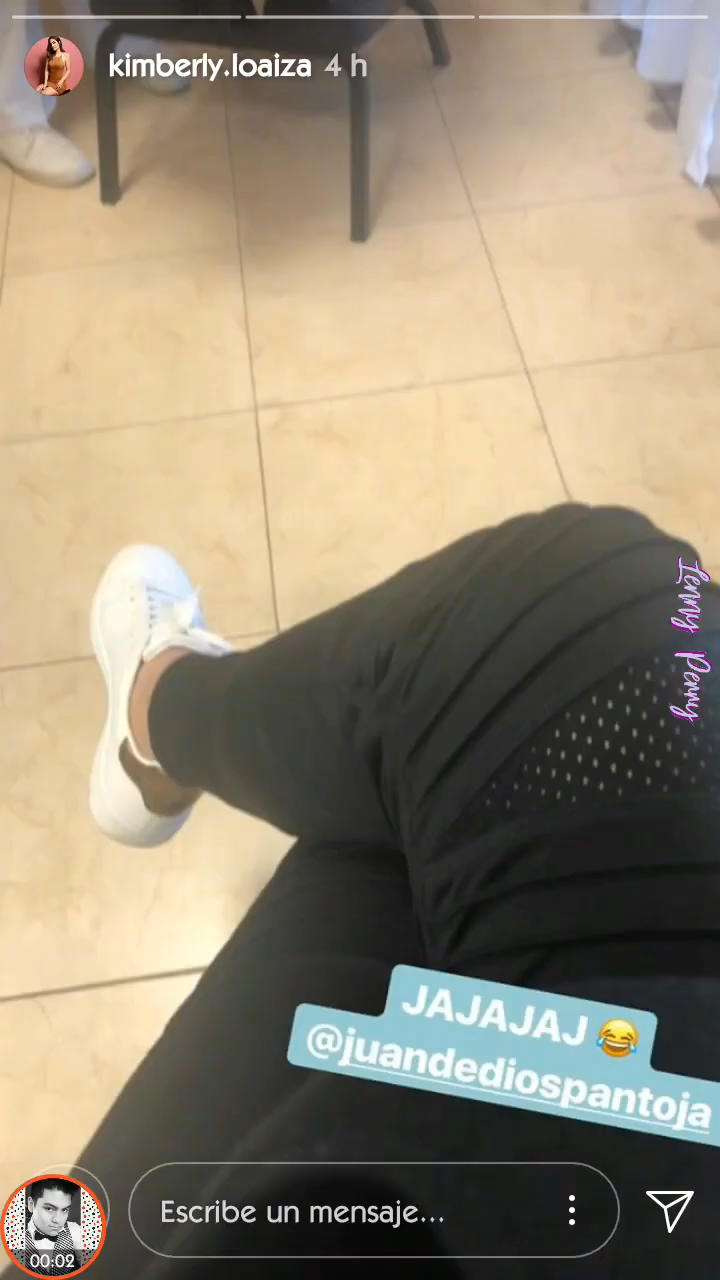 kimberly.loaiza 4 h
Lenny Penny
JAJAJAJ 😂
@juandediospantoja
Escribe un mensaje...
00:02